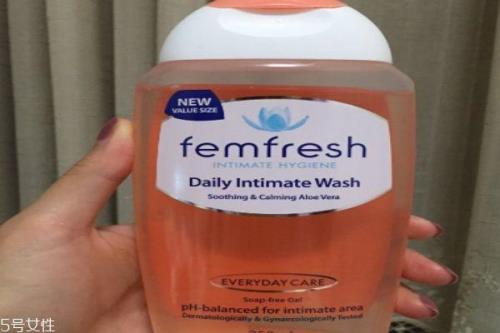 NEW
VALUE SIZE
femfresh
INTIMATE HYGIENE
Daily Intimate Wash
Soothing & Calming Aloe Vera
EVERYDAY CARE
Soap-free Gel
pH-balanced for intimate area
Dermatologically & Gynaecologically Tested
5号女性